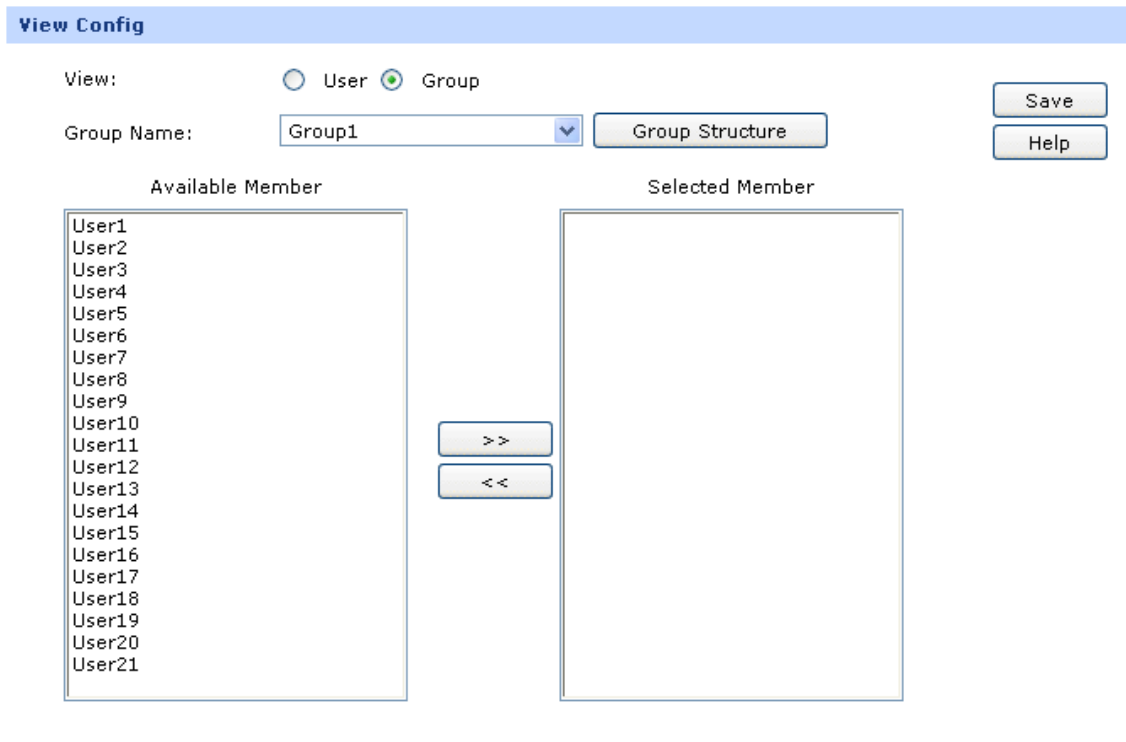 View Config
View: User Group
Save
Group Name: Group1 Group Structure
Help
Available Member Selected Member
User1
User2
User3
User4
User5
User6
User7
User8
User9
User10
User11
User12
User13
User14
User15
User16
User17
User18
User19
User20
User21
>>
<<